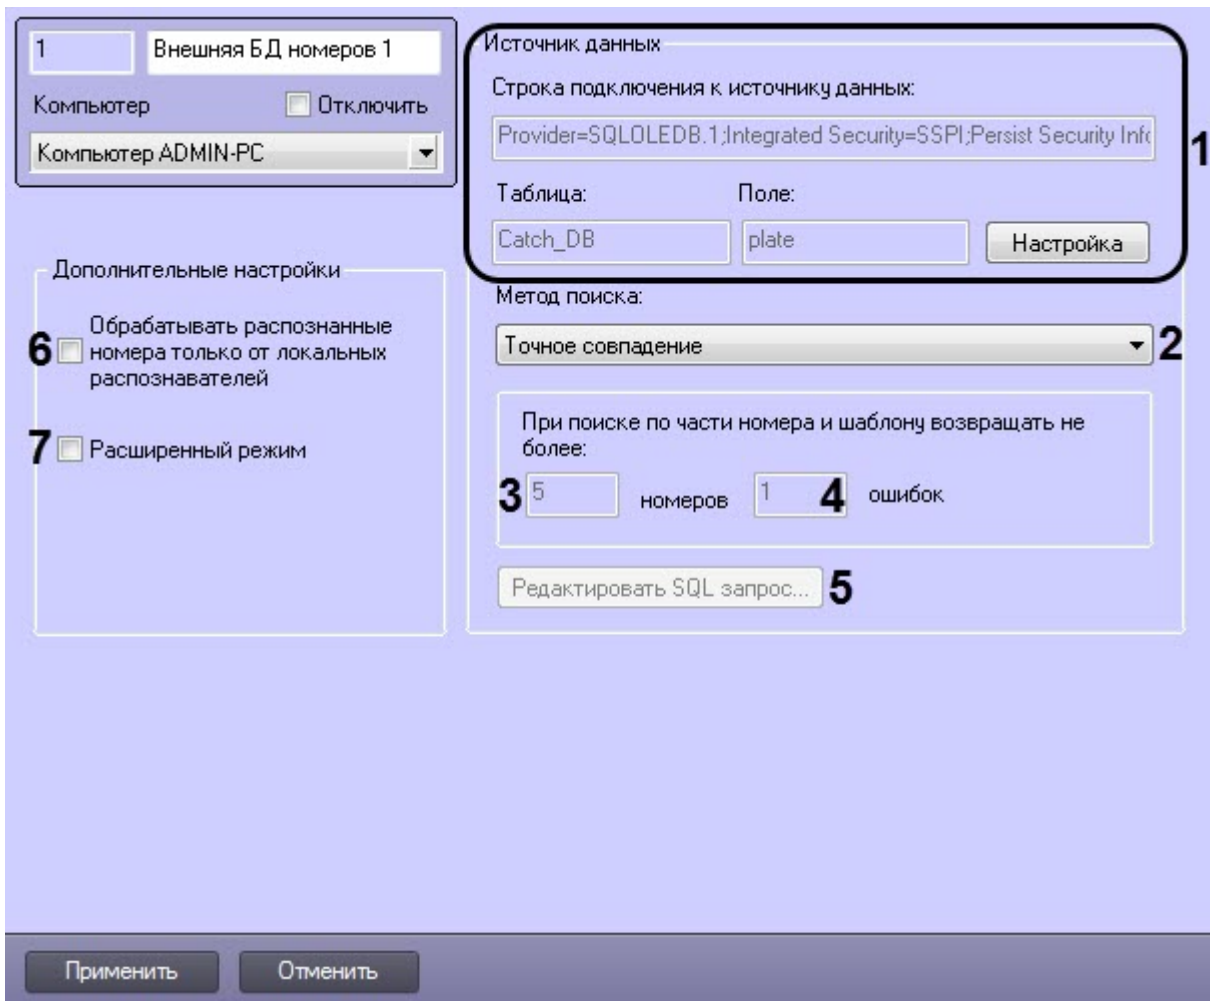 1
Внешняя БД номеров 1
Компьютер
Отключить
Компьютер ADMIN-PC
Источник данных
Строка подключения к источнику данных:
Provider=SQLOLEDB.1;Integrated Security=SSPI;Persist Security Info
1
Таблица:
Поле:
Catch_DB
plate
Настройка
Метод поиска:
Точное совпадение
2
При поиске по части номера и шаблону возвращать не
более:
3
5
номеров
1
4
ошибок
Редактировать SQL запрос...
5
Дополнительные настройки
6
Обрабатывать распознанные
номера только от локальных
распознавателей
7
Расширенный режим
Применить
Отменить